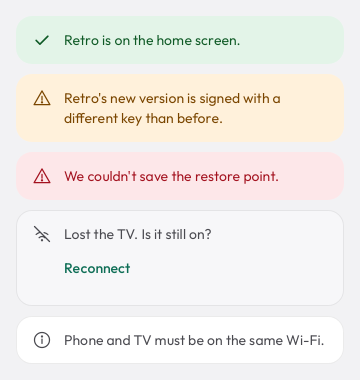 Retro is on the home screen.
Retro's new version is signed with a
different key than before.
We couldn't save the restore point.
Lost the TV. Is it still on?
Reconnect
Phone and TV must be on the same Wi-Fi.